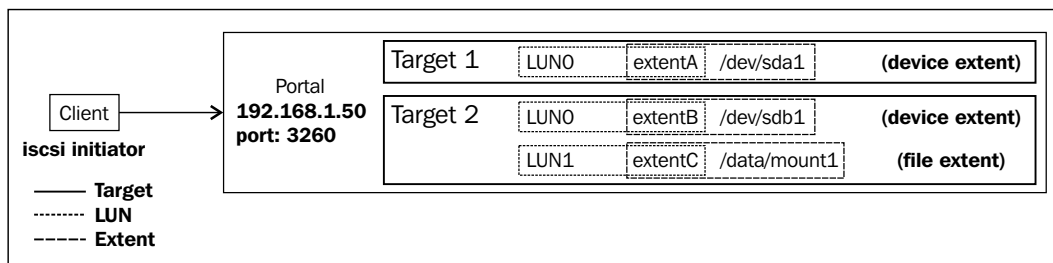 Client
iscsi initiator
Portal
192.168.1.50
port: 3260
Target 1 LUN0 extentA /dev/sda1 (device extent)
Target 2 LUN0 extentB /dev/sdb1 (device extent)
LUN1 extentC /data/mount1 (file extent)
Target
LUN
Extent